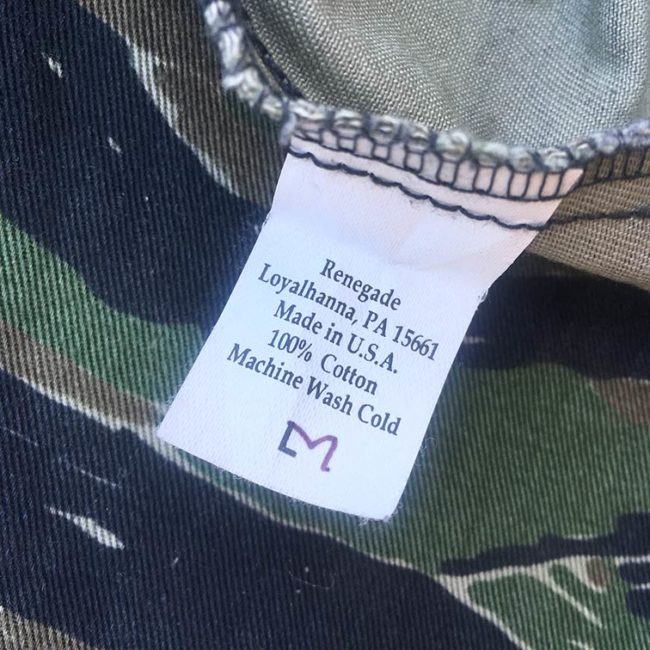 Renegade
Loyalhanna, PA 15661
Made in U.S.A.
100% Cotton
Machine Wash Cold
M